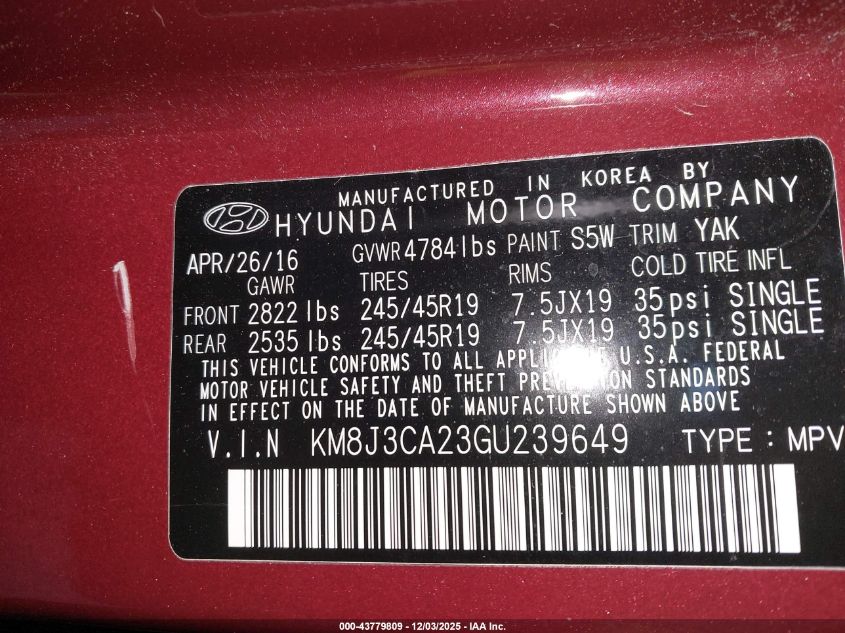 MANUFACTURED IN KOREA BY
HYUNDAI MOTOR COMPANY
APR/26/16 GVWR 4784lbs PAINT S5W TRIM YAK
GAWR TIRES RIMS COLD TIRE INFL
FRONT 2822 lbs 245/45R19 7.5JX19 35psi SINGLE
REAR 2535 lbs 245/45R19 7.5JX19 35psi SINGLE
THIS VEHICLE CONFORMS TO ALL APPLICABLE U.S.A. FEDERAL
MOTOR VEHICLE SAFETY AND THEFT PREVENTION STANDARDS
IN EFFECT ON THE DATE OF MANUFACTURE SHOWN ABOVE
V.I.N KM8J3CA23GU239649 TYPE : MPV
000-43779809 - 12/03/2025 - IAA Inc.